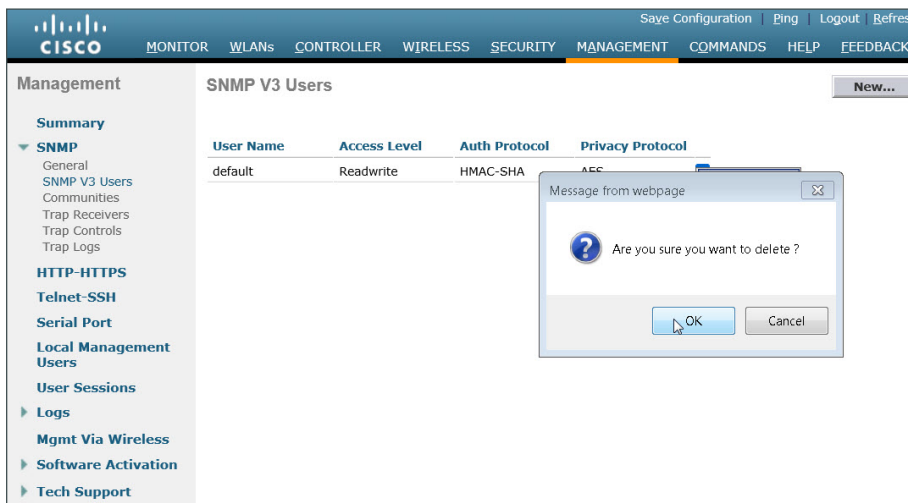 Save Configuration | Ping | Logout | Refres
CISCO
MONITOR WLANs CONTROLLER WIRELESS SECURITY MANAGEMENT COMMANDS HELP FEEDBACK
Management
Summary
SNMP
General
SNMP V3 Users
Communities
Trap Receivers
Trap Controls
Trap Logs
HTTP-HTTPS
Telnet-SSH
Serial Port
Local Management
Users
User Sessions
Logs
Mgmt Via Wireless
Software Activation
Tech Support
SNMP V3 Users
New...
User Name Access Level Auth Protocol Privacy Protocol
default Readwrite HMAC-SHA AES
Message from webpage
Are you sure you want to delete ?
OK Cancel